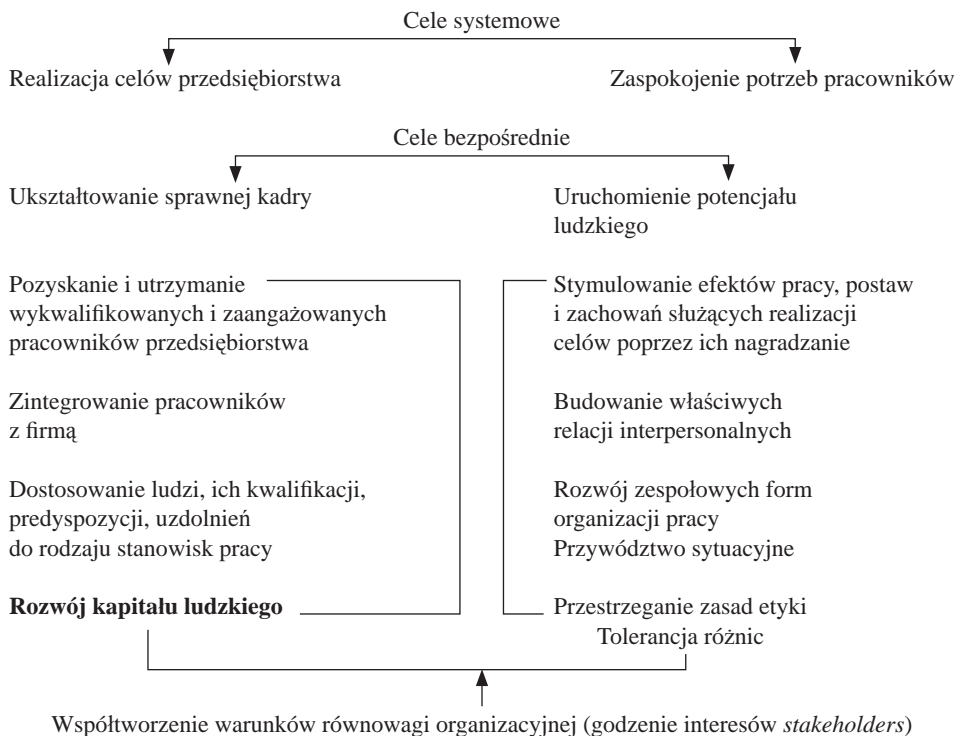 Cele systemowe
Realizacja celów przedsiębiorstwa
Zaspokojenie potrzeb pracowników
Cele bezpośrednie
Ukształtowanie sprawnej kadry
Uruchomienie potencjału
ludzkiego
Pozyskanie i utrzymanie
wykwalifikowanych i zaangażowanych
pracowników przedsiębiorstwa
Stymulowanie efektów pracy, postaw
i zachowań służących realizacji
celów poprzez ich nagradzanie
Zintegrowanie pracowników
z firmą
Budowanie właściwych
relacji interpersonalnych
Dostosowanie ludzi, ich kwalifikacji,
predyspozycji, uzdolnień
do rodzaju stanowisk pracy
Rozwój zespołowych form
organizacji pracy
Przywództwo sytuacyjne
Rozwój kapitału ludzkiego
Przestrzeganie zasad etyki
Tolerancja różnic
Współtworzenie warunków równowagi organizacyjnej (godzenie interesów stakeholders)